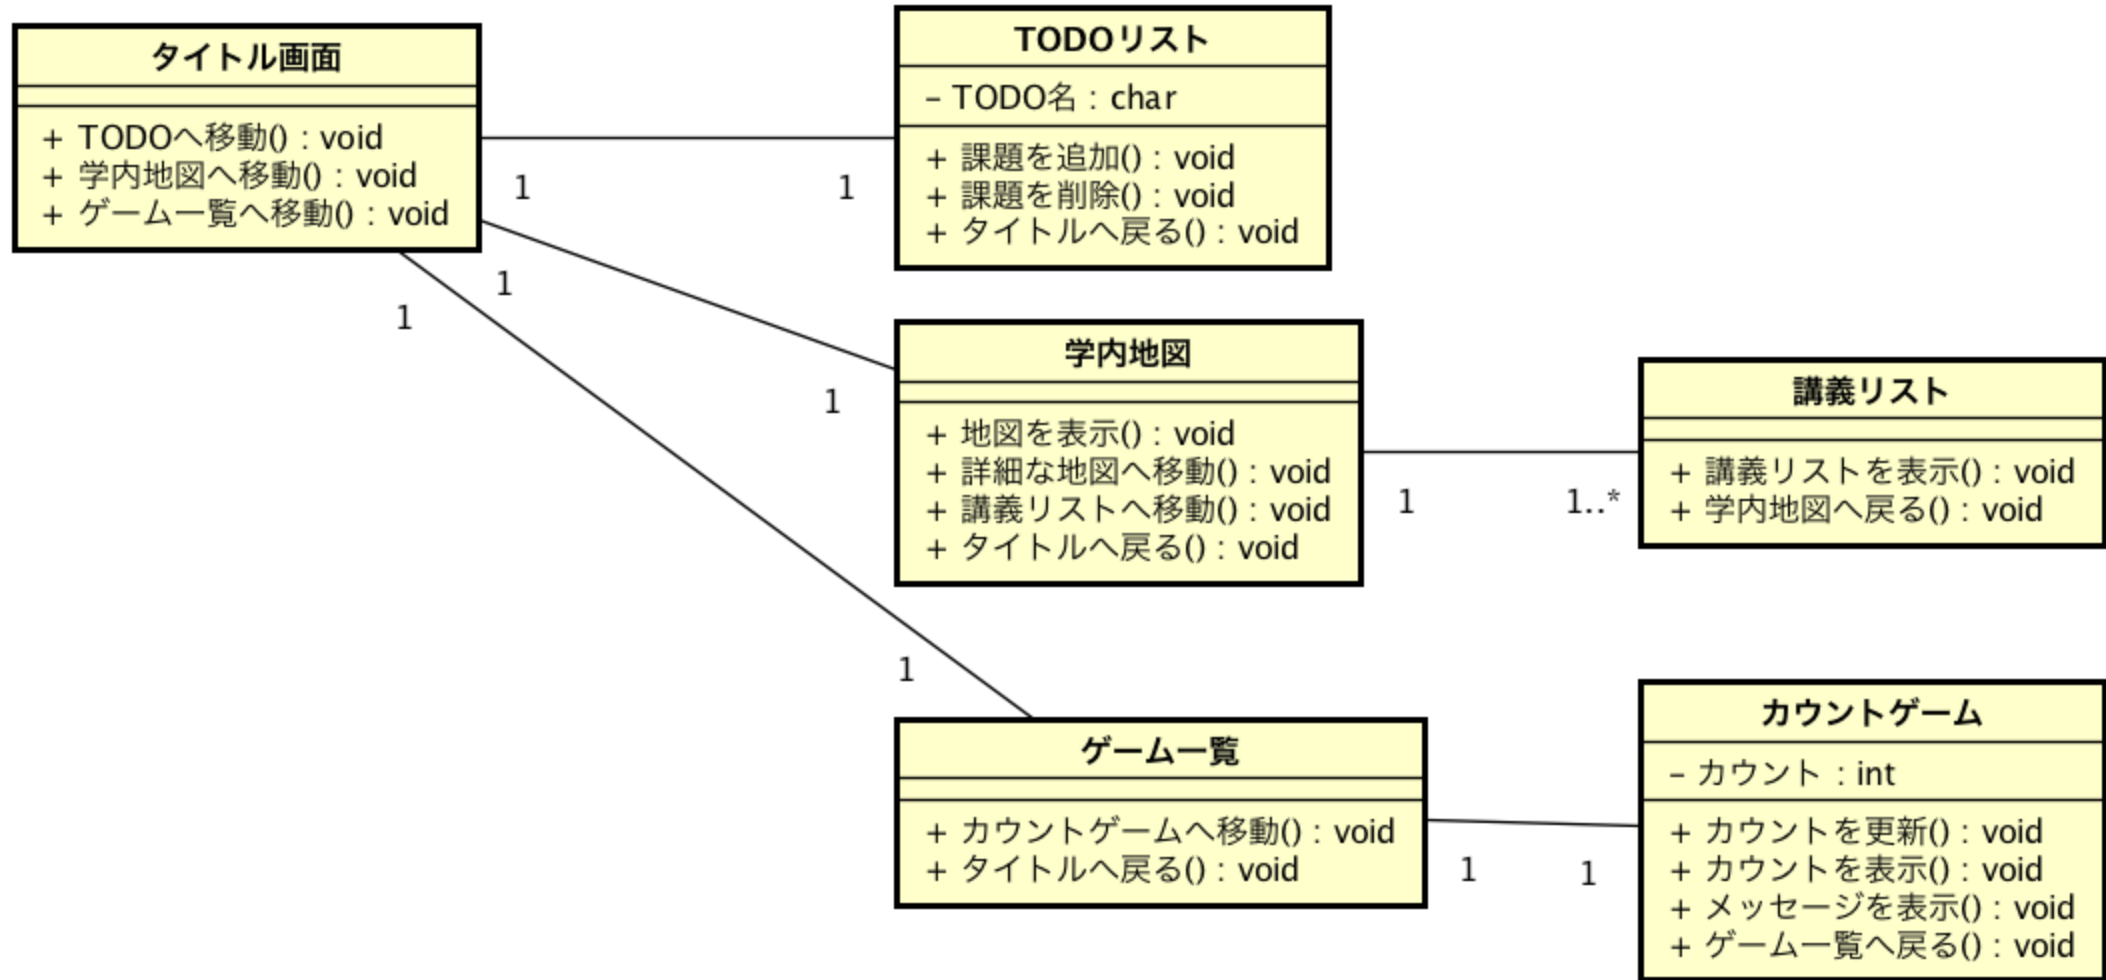 タイトル画面
+ TODOへ移動() : void
+ 学内地図へ移動() : void
+ ゲーム一覧へ移動() : void
TODOリスト
- TODO名 : char
+ 課題を追加() : void
+ 課題を削除() : void
+ タイトルへ戻る() : void
1
1
1
1
1
1
学内地図
+ 地図を表示() : void
+ 詳細な地図へ移動() : void
+ 講義リストへ移動() : void
+ タイトルへ戻る() : void
1
1..*
講義リスト
+ 講義リストを表示() : void
+ 学内地図へ戻る() : void
ゲーム一覧
+ カウントゲームへ移動() : void
+ タイトルへ戻る() : void
1
1
カウントゲーム
- カウント : int
+ カウントを更新() : void
+ カウントを表示() : void
+ メッセージを表示() : void
+ ゲーム一覧へ戻る() : void